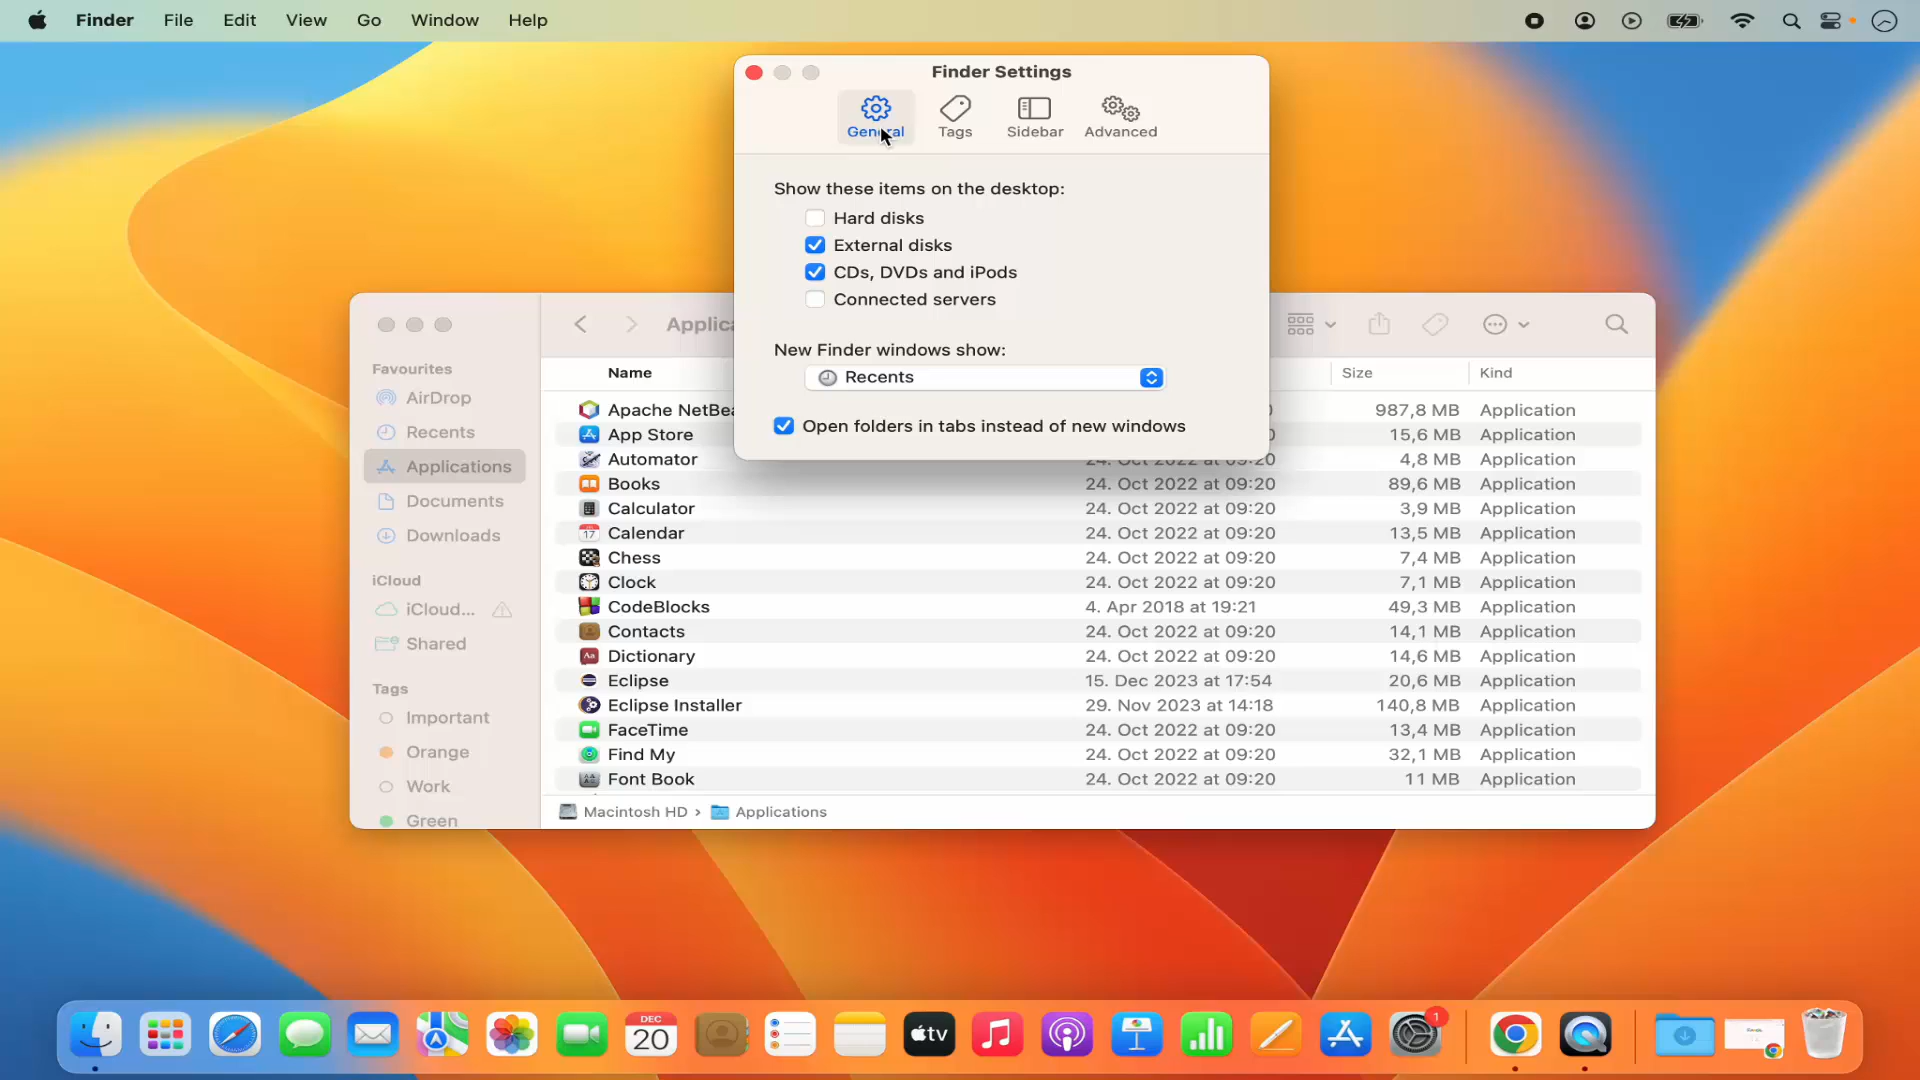 Finder File Edit View Go Window Help
Finder Settings
General Tags Sidebar Advanced
Show these items on the desktop:
Hard disks
External disks
CDs, DVDs and iPods
Connected servers
New Finder windows show:
Recents
Open folders in tabs instead of new windows
Favourites
AirDrop
Recents
Applications
Documents
Downloads
iCloud
iCloud...
Shared
Tags
Important
Orange
Work
Green
Applica
Name Size Kind
Apache NetBea 987,8 MB Application
App Store 15,6 MB Application
Automator 24. Oct 2022 at 09:20 4,8 MB Application
Books 24. Oct 2022 at 09:20 89,6 MB Application
Calculator 24. Oct 2022 at 09:20 3,9 MB Application
Calendar 24. Oct 2022 at 09:20 13,5 MB Application
Chess 24. Oct 2022 at 09:20 7,4 MB Application
Clock 24. Oct 2022 at 09:20 7,1 MB Application
CodeBlocks 4. Apr 2018 at 19:21 49,3 MB Application
Contacts 24. Oct 2022 at 09:20 14,1 MB Application
Dictionary 24. Oct 2022 at 09:20 14,6 MB Application
Eclipse 15. Dec 2023 at 17:54 20,6 MB Application
Eclipse Installer 29. Nov 2023 at 14:18 140,8 MB Application
FaceTime 24. Oct 2022 at 09:20 13,4 MB Application
Find My 24. Oct 2022 at 09:20 32,1 MB Application
Font Book 24. Oct 2022 at 09:20 11 MB Application
Macintosh HD › Applications
DEC
20
tv
1